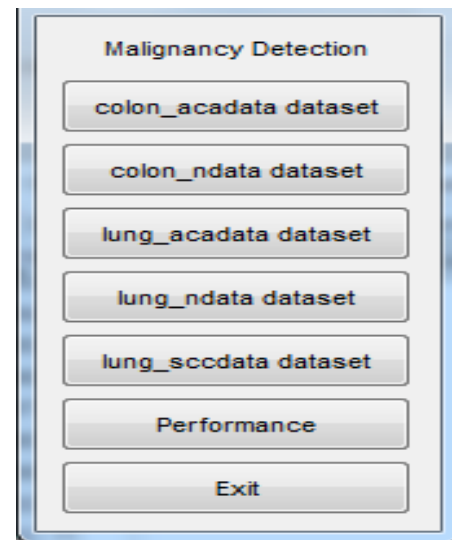 Malignancy Detection
colon_acadata dataset
colon_ndata dataset
lung_acadata dataset
lung_ndata dataset
lung_sccdata dataset
Performance
Exit